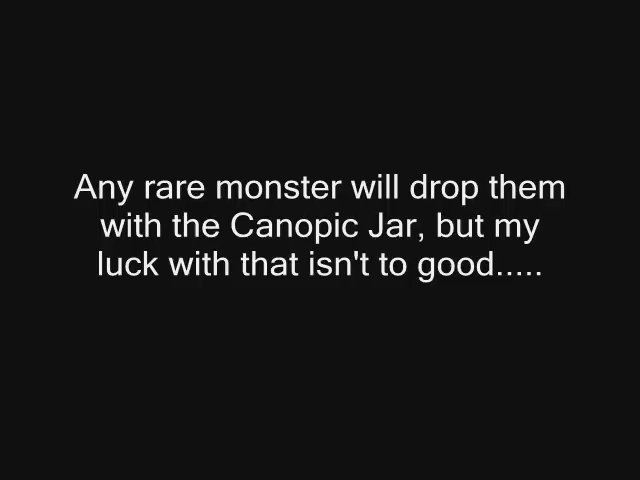 Any rare monster will drop them
with the Canopic Jar, but my
luck with that isn't to good.....